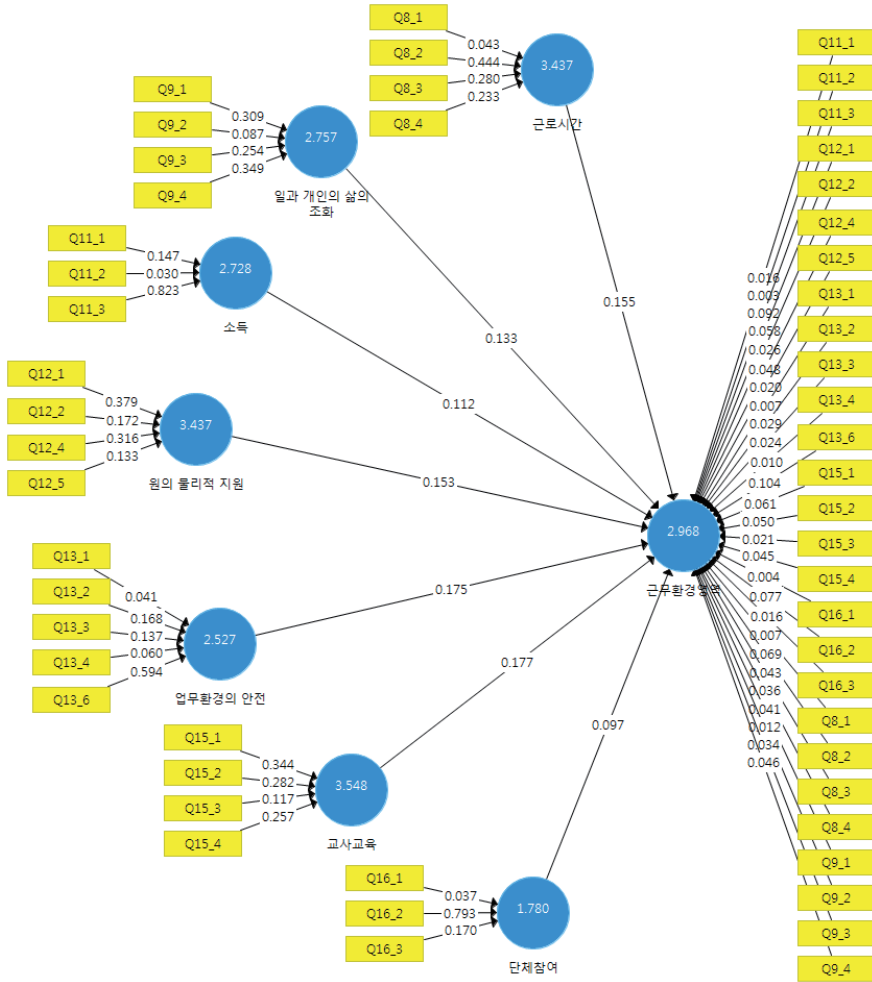 Q8_1
Q8_2
Q8_3
Q8_4
0.043
0.444
0.280
0.233
3.437
근로시간
Q9_1
Q9_2
Q9_3
Q9_4
0.309
0.087
0.254
0.349
2.757
일과 개인의 삶의
조화
Q11_1
Q11_2
Q11_3
0.147
0.030
0.823
2.728
소득
Q12_1
Q12_2
Q12_4
Q12_5
0.379
0.172
0.316
0.133
3.437
원의 물리적 지원
Q13_1
Q13_2
Q13_3
Q13_4
Q13_6
0.041
0.168
0.137
0.060
0.594
2.527
업무환경의 안전
Q15_1
Q15_2
Q15_3
Q15_4
0.344
0.282
0.117
0.257
3.548
교사교육
Q16_1
Q16_2
Q16_3
0.037
0.793
0.170
1.780
단체참여
0.155
0.133
0.112
0.153
0.175
0.177
0.097
2.968
근무환경영역
0.016
0.003
0.092
0.058
0.026
0.048
0.020
0.007
0.029
0.024
0.010
0.104
0.061
0.050
0.021
0.045
0.004
0.077
0.016
0.007
0.069
0.043
0.036
0.041
0.012
0.034
0.046
Q11_1
Q11_2
Q11_3
Q12_1
Q12_2
Q12_4
Q12_5
Q13_1
Q13_2
Q13_3
Q13_4
Q13_6
Q15_1
Q15_2
Q15_3
Q15_4
Q16_1
Q16_2
Q16_3
Q8_1
Q8_2
Q8_3
Q8_4
Q9_1
Q9_2
Q9_3
Q9_4